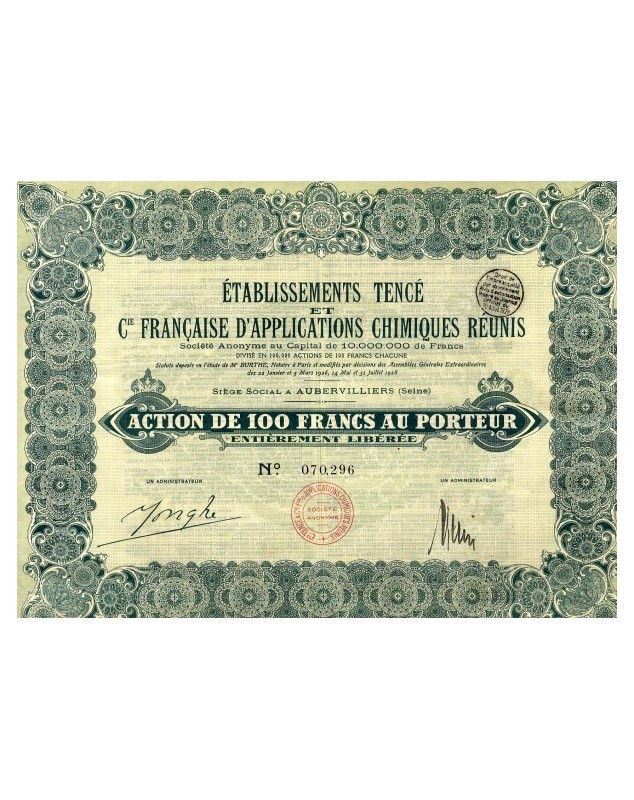 ÉTABLISSEMENTS TENCÉ
ET
Cie FRANÇAISE D'APPLICATIONS CHIMIQUES REUNIS
Société Anonyme au Capital de 10.000.000 de Francs
DIVISÉ EN 100.000 ACTIONS DE 100 FRANCS CHACUNE
Statuts déposés en l'étude de Me BURTHE, Notaire à Paris et modifiés par décisions des Assemblées Générales Extraordinaires
des 22 Janvier et 5 Mars 1926, 14 Mai et 31 Juillet 1928
SIÈGE SOCIAL A AUBERVILLIERS (Seine)
ACTION DE 100 FRANCS AU PORTEUR
ENTIÈREMENT LIBÉRÉE
No. 070.296
UN ADMINISTRATEUR
UN ADMINISTRATEUR
SOCIÉTÉ
ANONYME